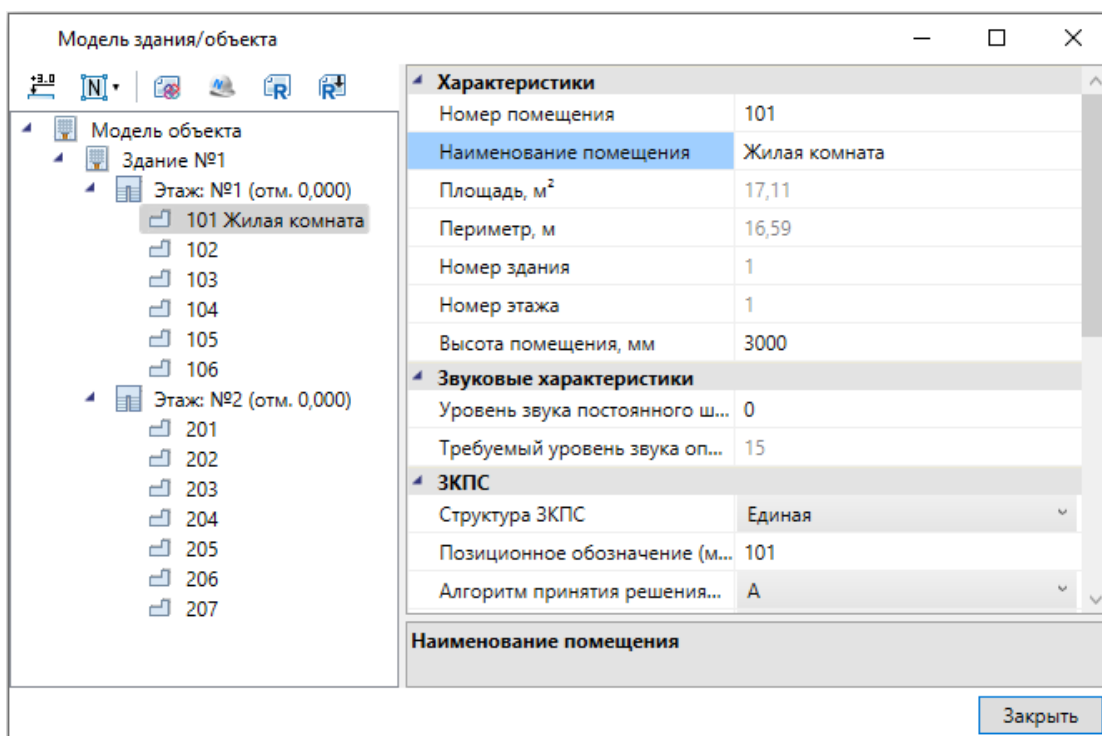 Модель здания/объекта
+3.0
N
R
R
Модель объекта
Здание №1
Этаж: №1 (отм. 0,000)
101 Жилая комната
102
103
104
105
106
Этаж: №2 (отм. 0,000)
201
202
203
204
205
206
207
Характеристики
Номер помещения 101
Наименование помещения Жилая комната
Площадь, м² 17,11
Периметр, м 16,59
Номер здания 1
Номер этажа 1
Высота помещения, мм 3000
Звуковые характеристики
Уровень звука постоянного ш... 0
Требуемый уровень звука оп... 15
ЗКПС
Структура ЗКПС Единая
Позиционное обозначение (м... 101
Алгоритм принятия решения... A
Наименование помещения
Закрыть